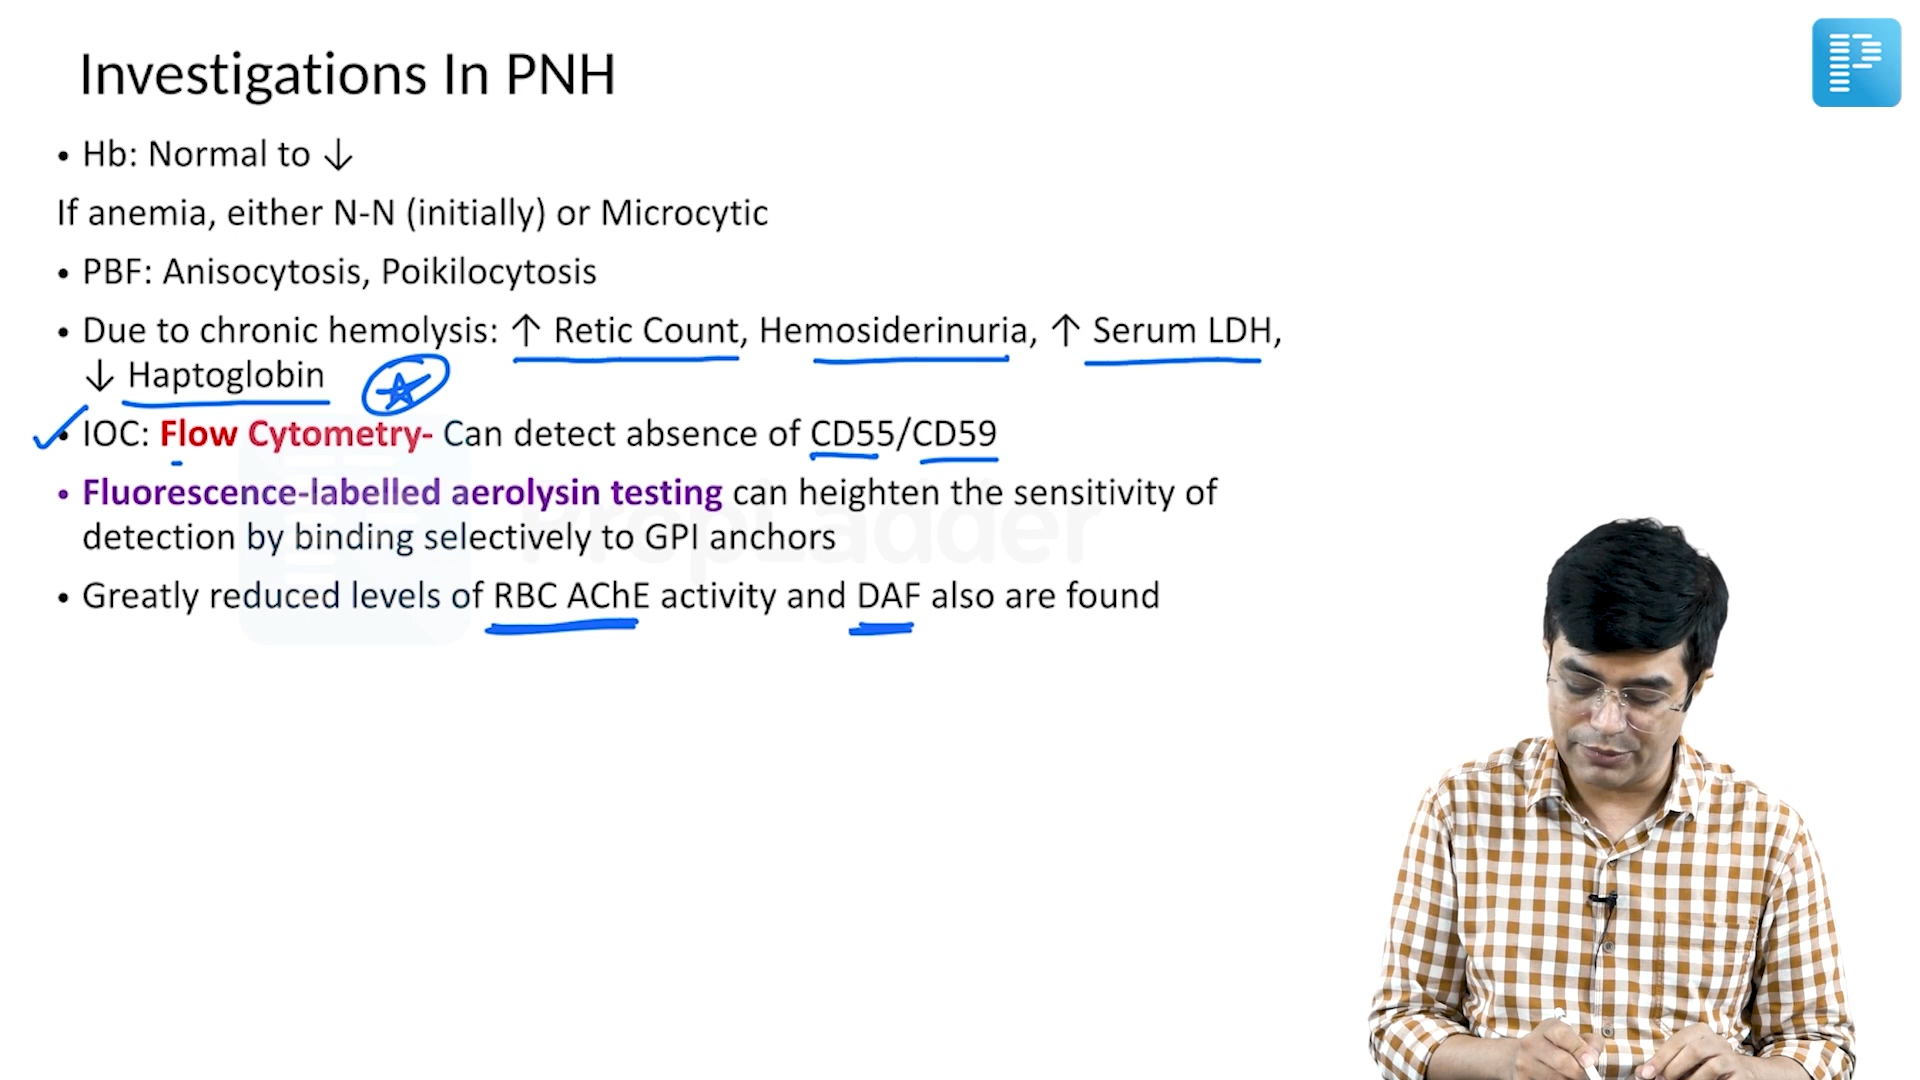 Investigations In PNH
• Hb: Normal to ↓
If anemia, either N-N (initially) or Microcytic
• PBF: Anisocytosis, Poikilocytosis
• Due to chronic hemolysis: ↑ Retic Count, Hemosiderinuria, ↑ Serum LDH,
↓ Haptoglobin
• IOC: Flow Cytometry- Can detect absence of CD55/CD59
• Fluorescence-labelled aerolysin testing can heighten the sensitivity of
detection by binding selectively to GPI anchors
PrepLadder
• Greatly reduced levels of RBC AChE activity and DAF also are found